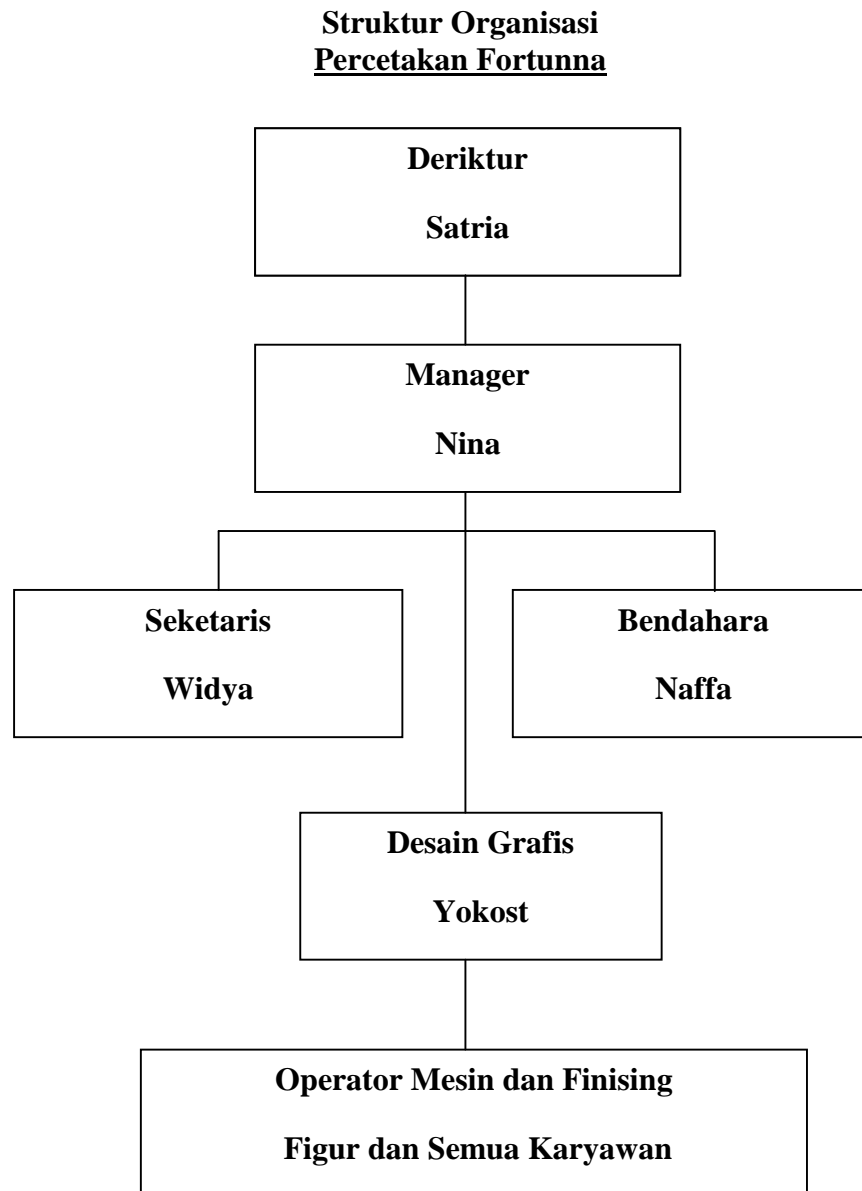 Struktur Organisasi
Percetakan Fortunna
Deriktur
Satria
Manager
Nina
Seketaris
Widya
Bendahara
Naffa
Desain Grafis
Yokost
Operator Mesin dan Finising
Figur dan Semua Karyawan